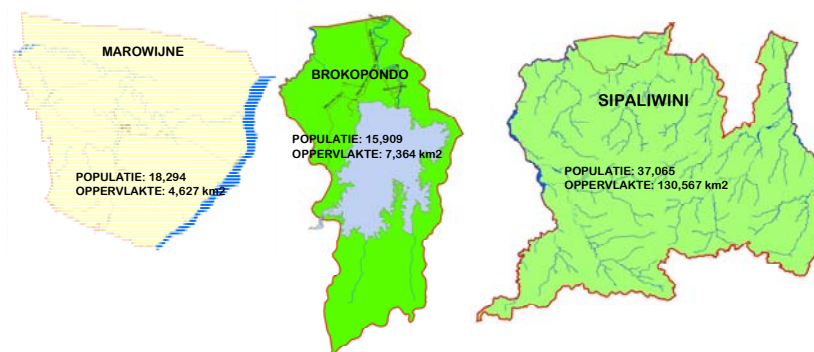 MAROWIJNE
POPULATIE: 18,294
OPPERVLAKTE: 4,627 km2
BROKOPONDO
POPULATIE: 15,909
OPPERVLAKTE: 7,364 km2
SIPALIWINI
POPULATIE: 37,065
OPPERVLAKTE: 130,567 km2